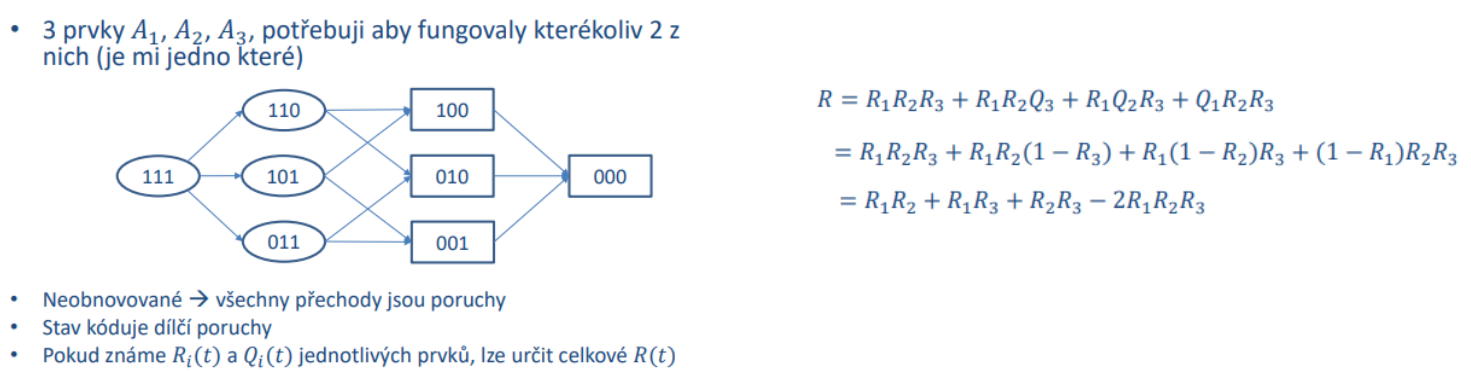 • 3 prvky $A_1$, $A_2$, $A_3$, potřebuji aby fungovaly kterékoliv 2 z
nich (je mi jedno které)
110
100
111
101
010
000
011
001
• Neobnovované → všechny přechody jsou poruchy
• Stav kóduje dílčí poruchy
• Pokud známe $R_i(t)$ a $Q_i(t)$ jednotlivých prvků, lze určit celkové $R(t)$
$R = R_1R_2R_3 + R_1R_2Q_3 + R_1Q_2R_3 + Q_1R_2R_3$
$= R_1R_2R_3 + R_1R_2(1 - R_3) + R_1(1 - R_2)R_3 + (1 - R_1)R_2R_3$
$= R_1R_2 + R_1R_3 + R_2R_3 - 2R_1R_2R_3$